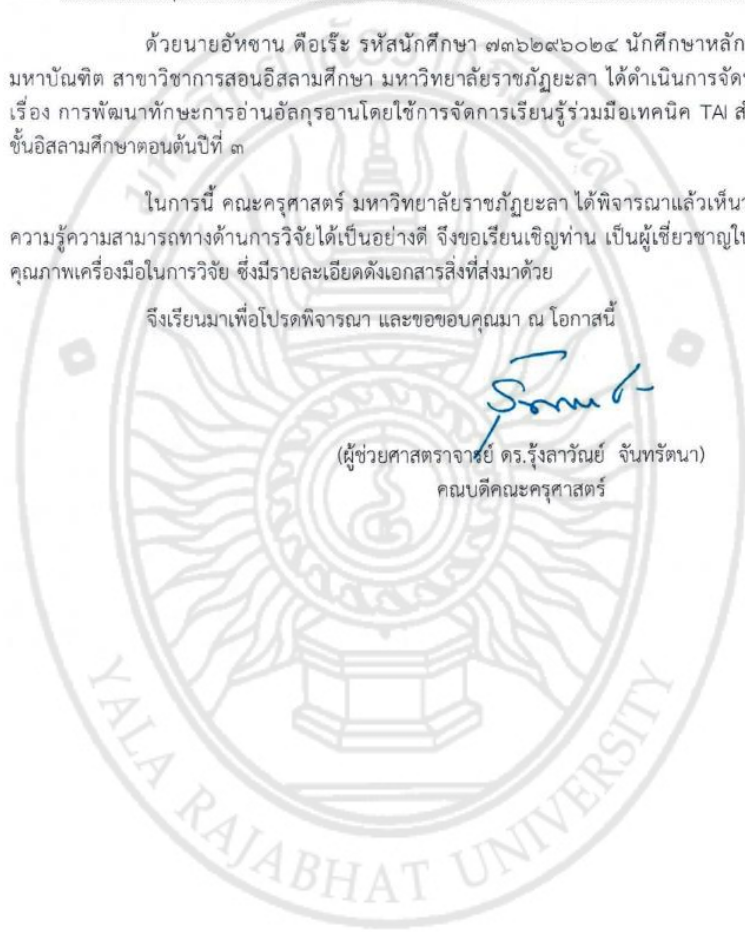 ด้วยนายอัหซาน ดือเร๊ะ รหัสนักศึกษา ๗๓๖๒๙๖๐๒๔ นักศึกษาหลัก
มหาบัณฑิต สาขาวิชาการสอนอิสลามศึกษา มหาวิทยาลัยราชภัฏยะลา ได้ดำเนินการจัด
เรื่อง การพัฒนาทักษะการอ่านอัลกุรอานโดยใช้การจัดการเรียนรู้ร่วมมือเทคนิค TAI
ชั้นอิสลามศึกษาตอนต้นปีที่ ๓
ในการนี้ คณะครุศาสตร์ มหาวิทยาลัยราชภัฏยะลา ได้พิจารณาแล้วเห็น
ความรู้ความสามารถทางด้านการวิจัยได้เป็นอย่างดี จึงขอเรียนเชิญท่าน เป็นผู้เชี่ยวชาญใน
คุณภาพเครื่องมือในการวิจัย ซึ่งมีรายละเอียดดังเอกสารสิ่งที่ส่งมาด้วย
จึงเรียนมาเพื่อโปรดพิจารณา และขอขอบคุณมา ณ โอกาสนี้
(ผู้ช่วยศาสตราจารย์ ดร.รุ้งลาวัณย์ จันทรัตนา)
คณบดีคณะครุศาสตร์
YALA RAJABHAT UNIVERSITY